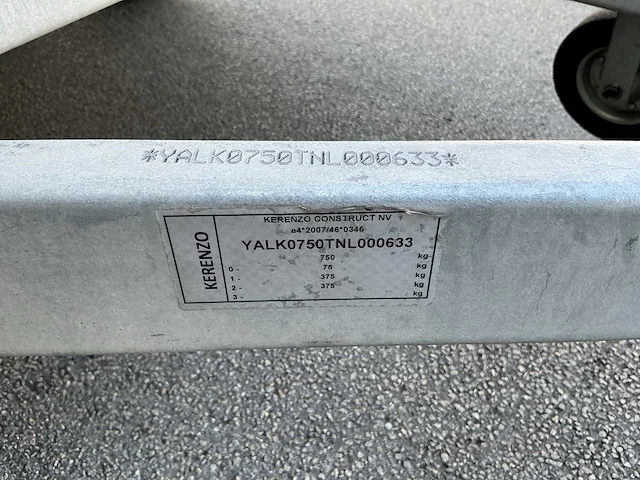 *YALK0750TNL000633*
KERENZO
KERENZO CONSTRUCT NV
e4*2007/46*0346
YALK0750TNL000633
750 kg
0 - 75 kg
1 - 375 kg
2 - 375 kg
3 - kg